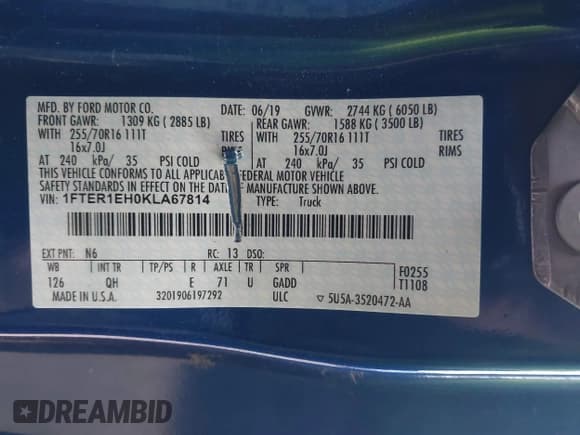 MFD. BY FORD MOTOR CO. DATE: 06/19 GVWR: 2744 KG ( 6050 LB)
FRONT GAWR: 1309 KG ( 2885 LB) REAR GAWR: 1588 KG ( 3500 LB)
WITH 255/70R16 111T TIRES WITH 255/70R16 111T TIRES
16x7.0J RIMS 16x7.0J RIMS
AT 240 kPa/ 35 PSI COLD AT 240 kPa/ 35 PSI COLD
THIS VEHICLE CONFORMS TO ALL APPLICABLE FEDERAL MOTOR VEHICLE
SAFETY STANDARDS IN EFFECT ON THE DATE OF MANUFACTURE SHOWN ABOVE.
VIN: 1FTER1EH0KLA67814 TYPE: Truck
EXT PNT: N6 RC: 13 DSO:
WB INT TR TP/PS R AXLE TR SPR
126 QH E 71 U GADD
F0255
T1108
MADE IN U.S.A. 3201906197292 ULC ▽ 5U5A-3520472-AA
DREAMBID